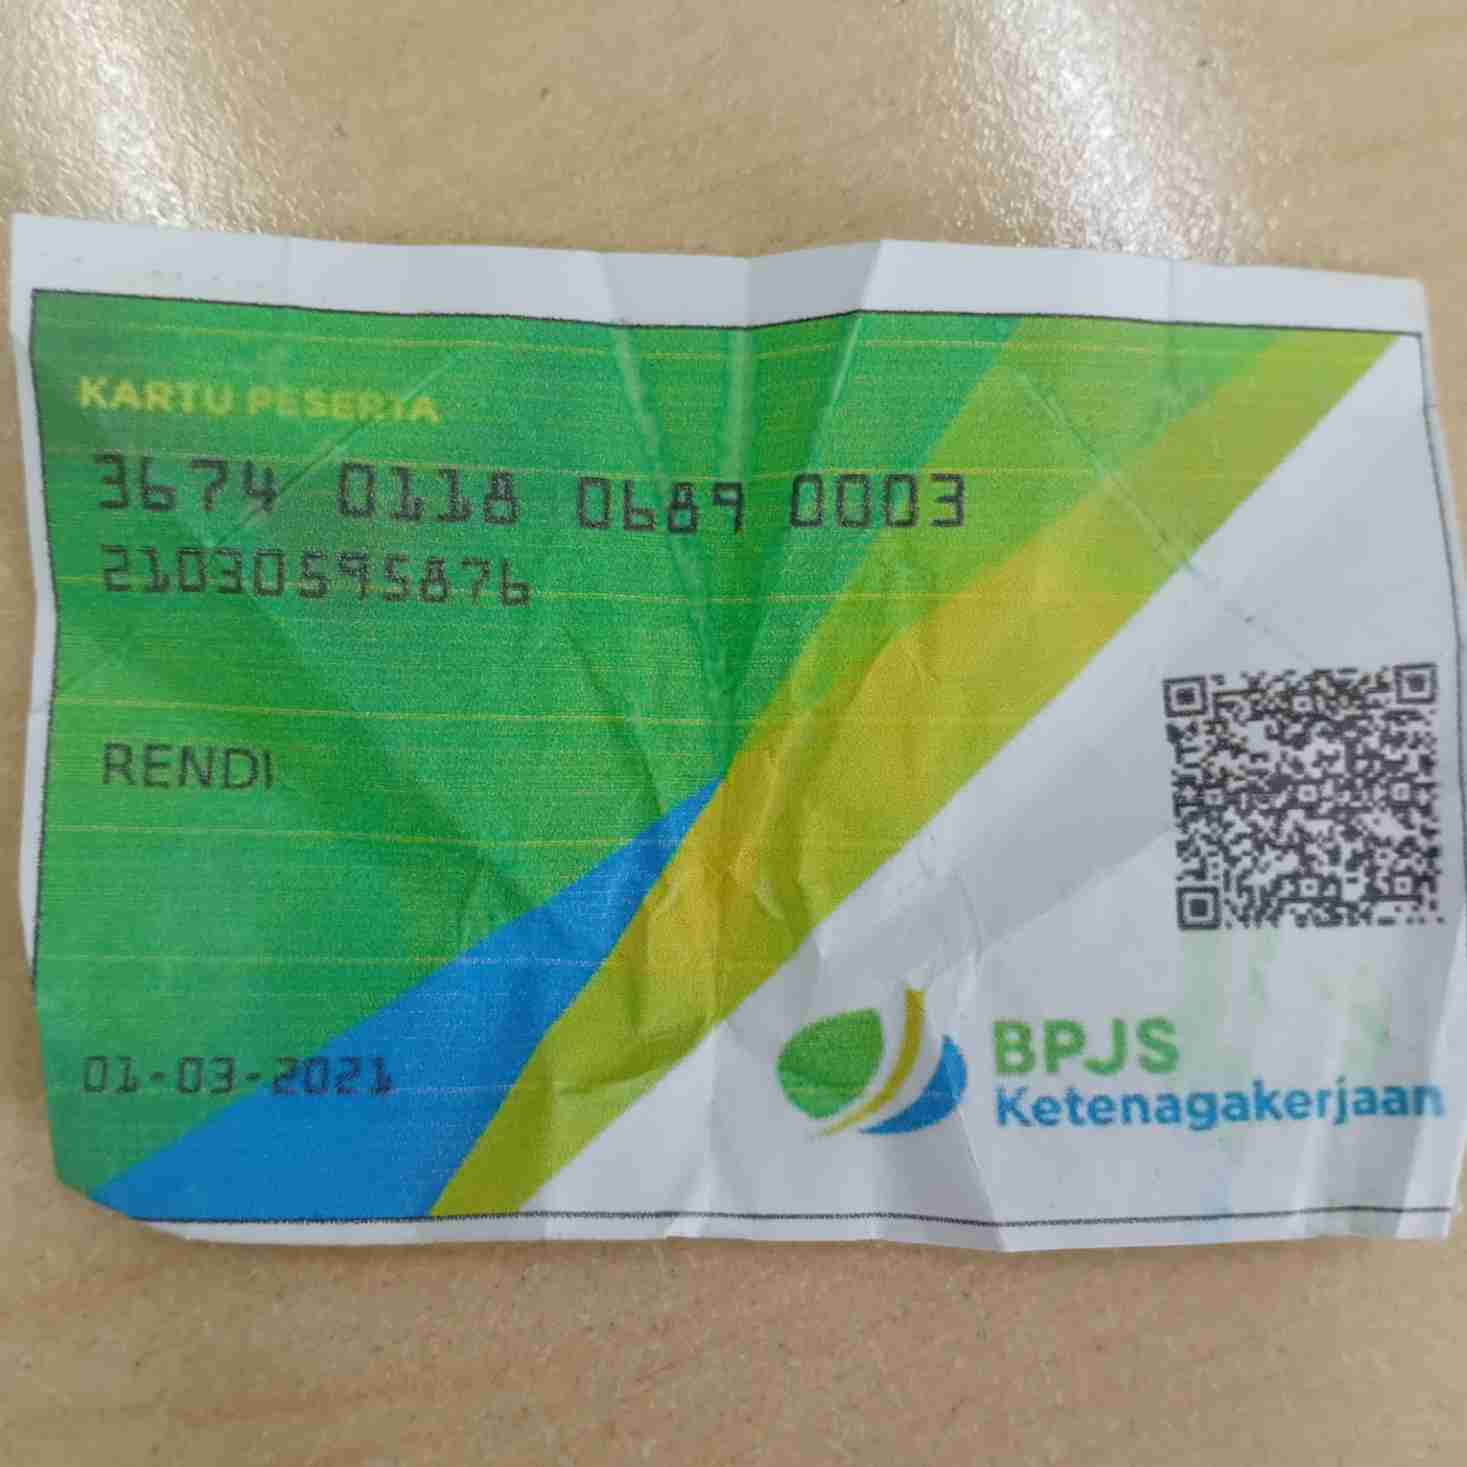 KARTU PESERTA
3674 0118 0689 0003
21030595876
RENDI
01-03-2021
BPJS
Ketenagakerjaan